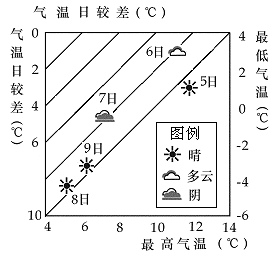 气温日较差(℃)
气温日较差(℃)
最低气温(℃)
0
2
4
6
10
4
2
0
-2
-4
-6
6日
5日
7日
9日
8日
图例
晴
多云
阴
4 6 8 10 12 14
最高气温(℃)